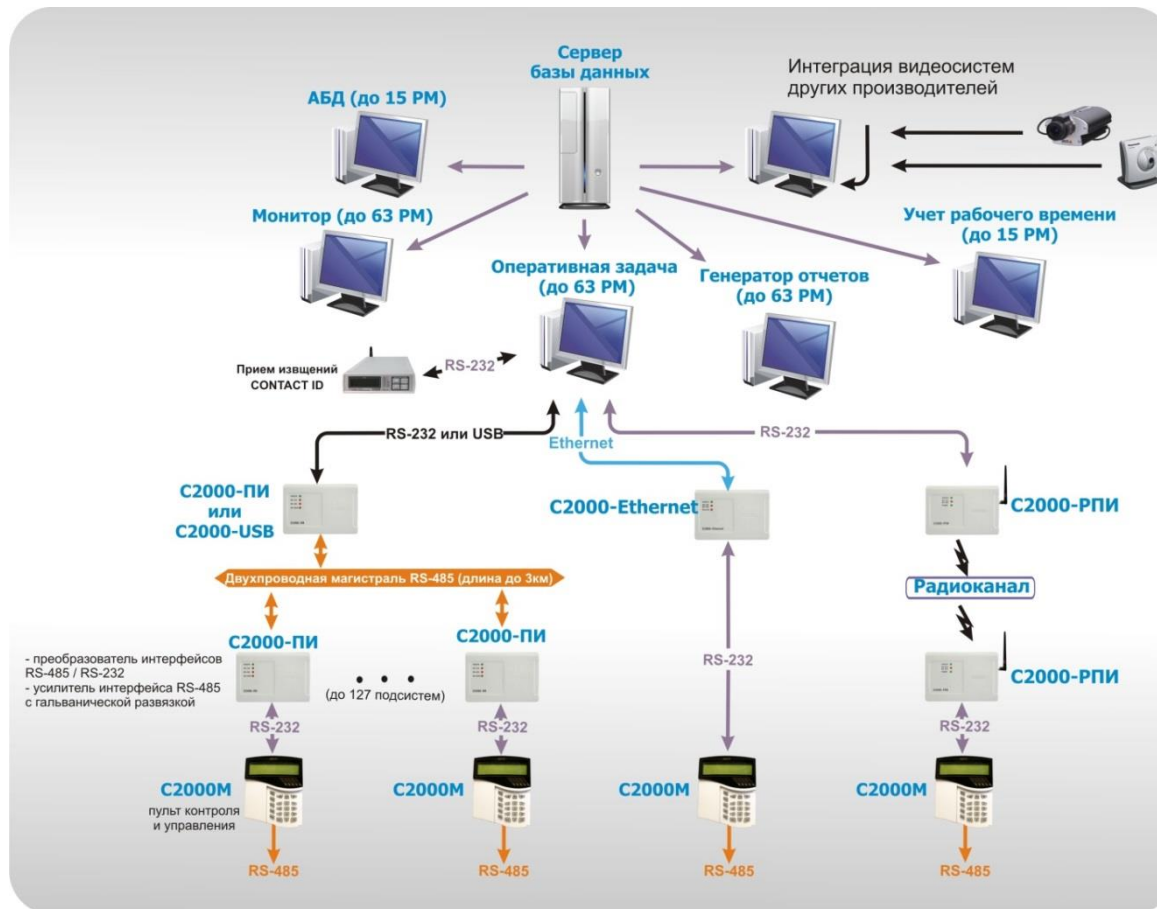 Сервер
базы данных
АБД (до 15 РМ)
Интеграция видеосистем
других производителей
Монитор (до 63 РМ)
Учет рабочего времени
(до 15 РМ)
Оперативная задача
(до 63 РМ)
Генератор отчетов
(до 63 РМ)
Прием извщений
CONTACT ID
RS-232
RS-232 или USB
Ethernet
RS-232
С2000-ПИ
или
С2000-USB
С2000-Ethernet
С2000-РПИ
Двухпроводная магистраль RS-485 (длина до 3км)
Радиоканал
С2000-ПИ
С2000-ПИ
- преобразователь интерфейсов
RS-485 / RS-232
- усилитель интерфейса RS-485
с гальванической развязкой
• • •
(до 127 подсистем)
RS-232
С2000-РПИ
RS-232
RS-232
RS-232
С2000М
пульт контроля
и управления
С2000М
С2000М
С2000М
RS-485
RS-485
RS-485
RS-485